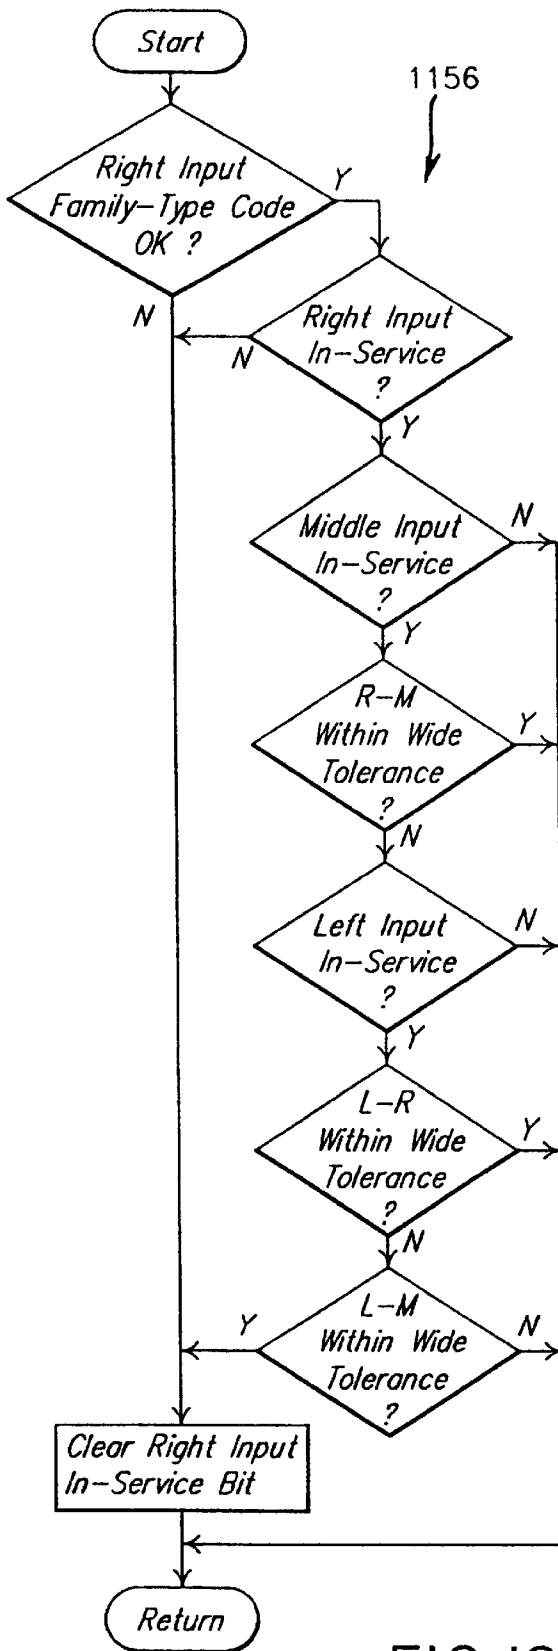 Start
1156
Right Input
Family-Type Code
OK ?
Y
N
Right Input
In-Service
?
N
Y
Middle Input
In-Service
?
N
Y
R-M
Within Wide
Tolerance
?
Y
N
Left Input
In-Service
?
N
Y
L-R
Within Wide
Tolerance
?
Y
N
L-M
Within Wide
Tolerance
?
Y
N
Clear Right Input
In-Service Bit
Return